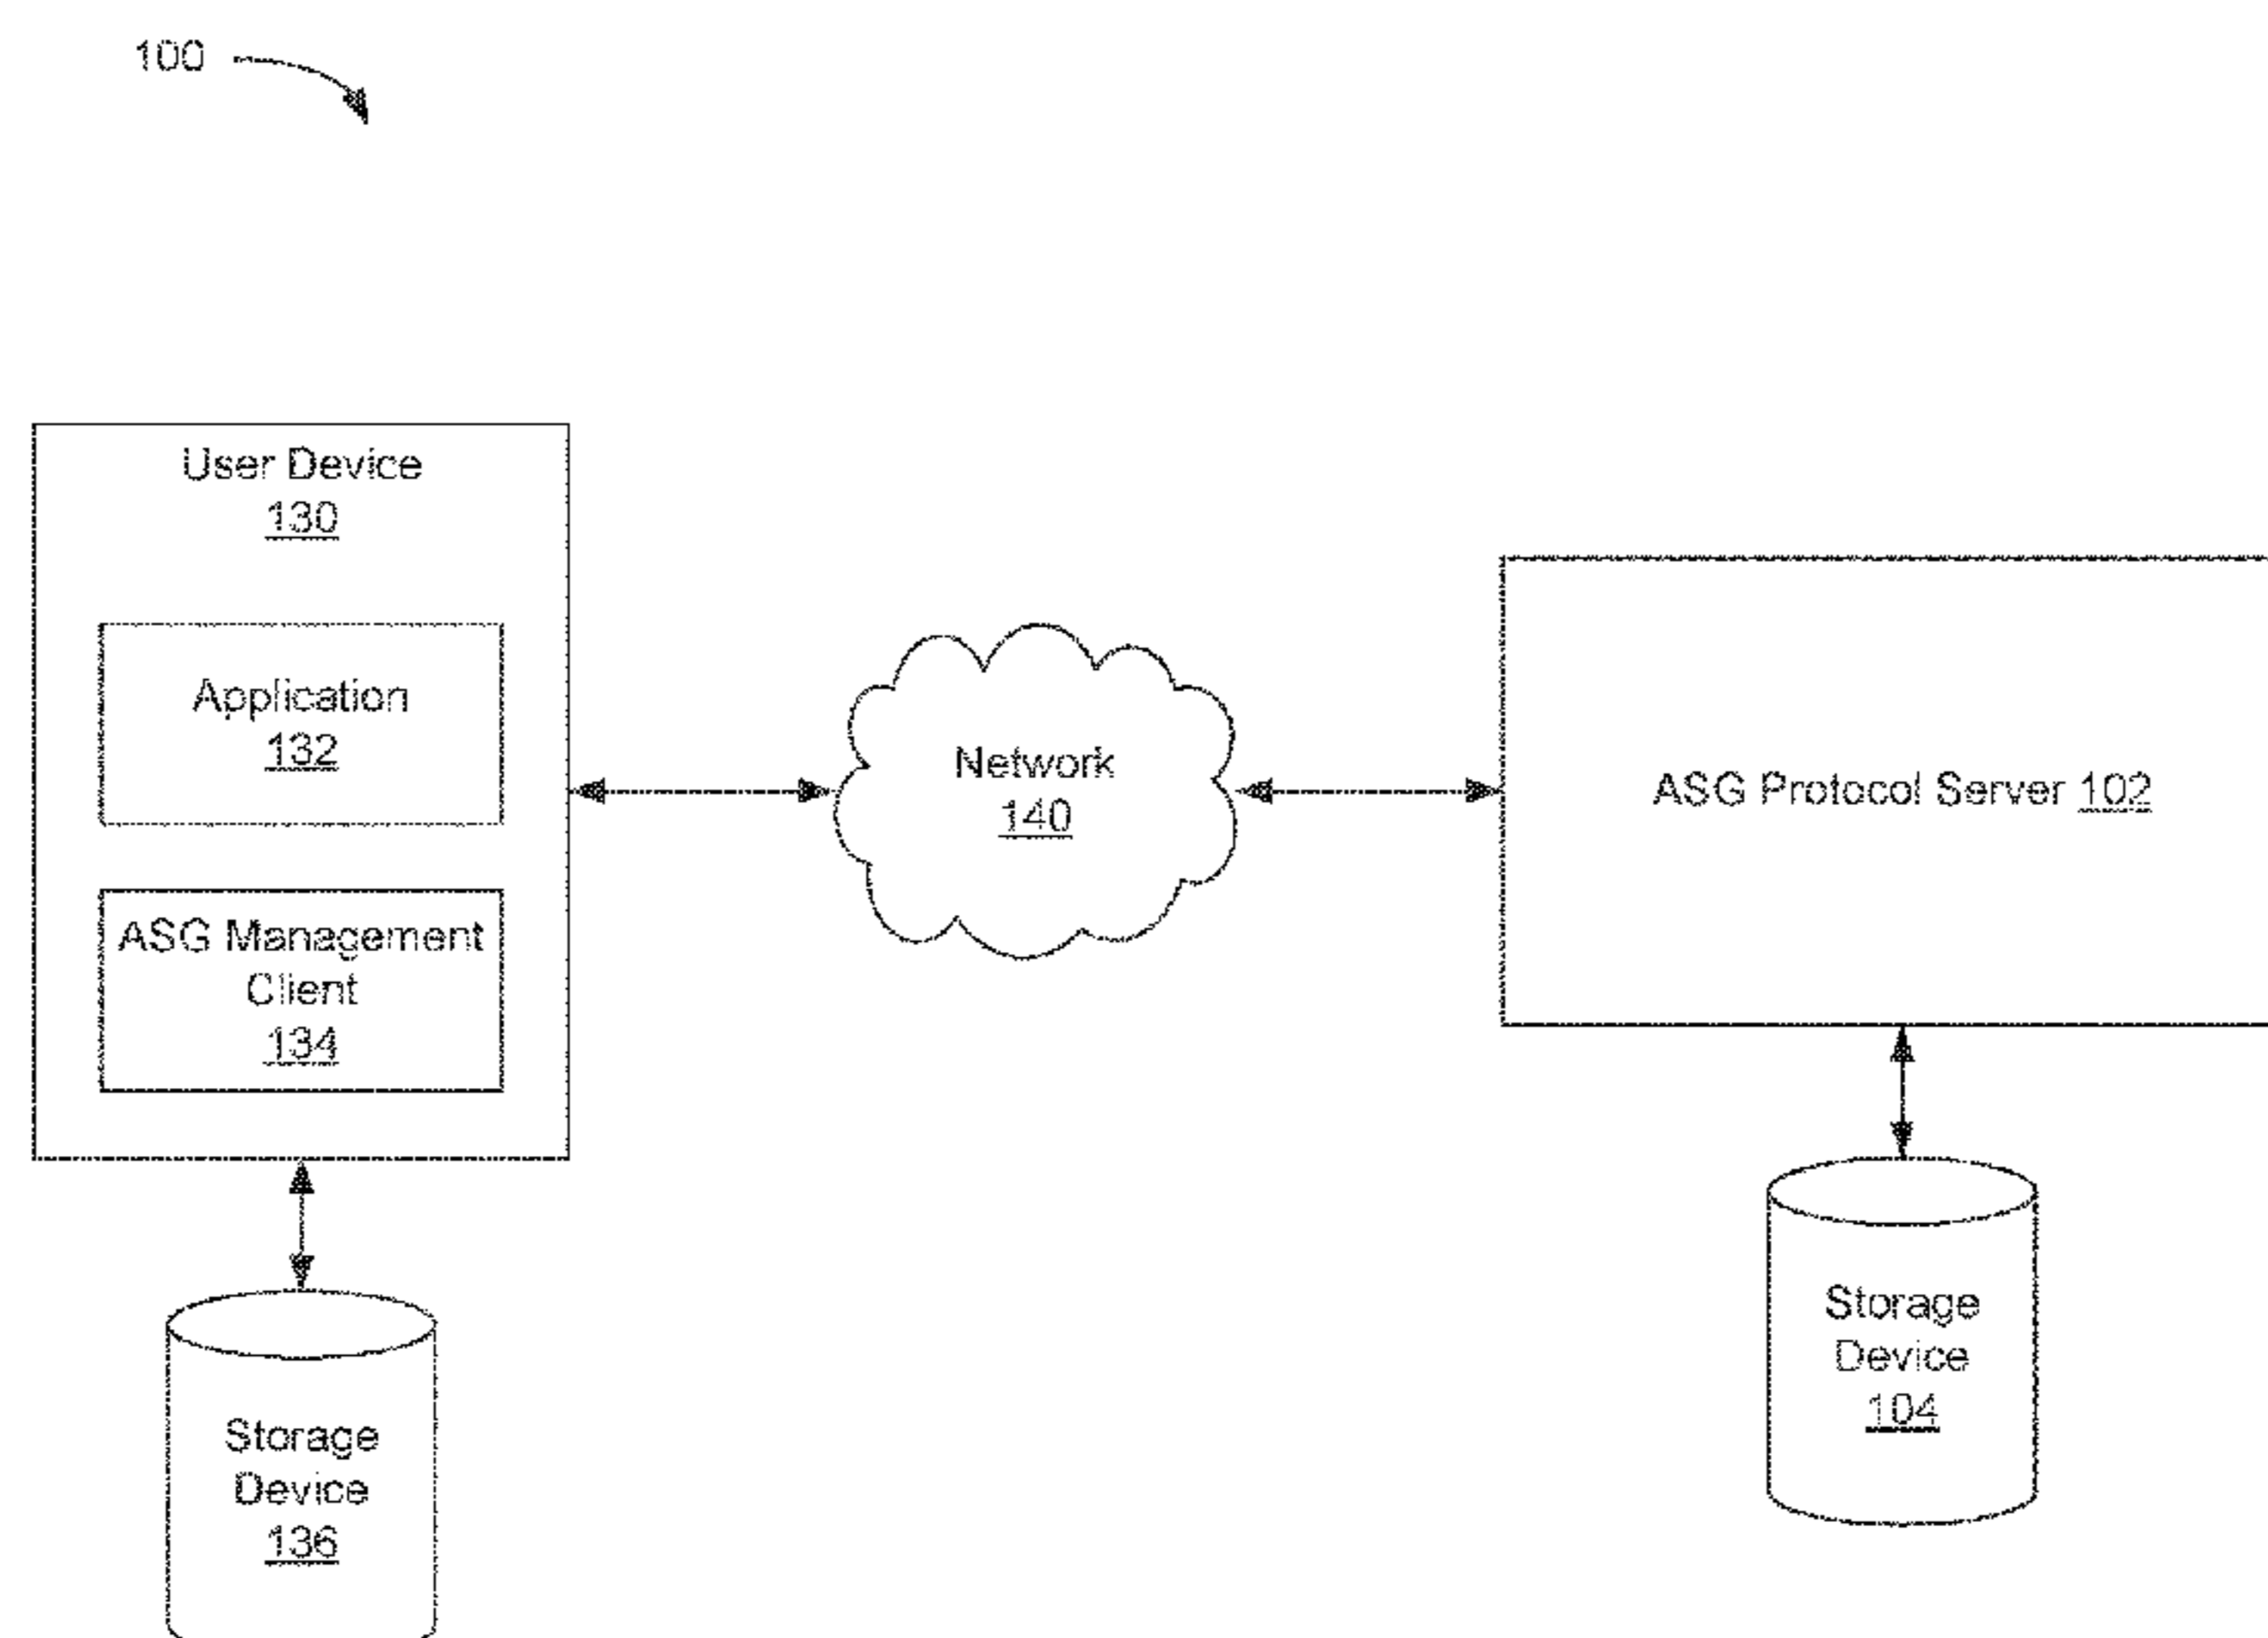 100
User Device
130
Application
132
ASG Management
Client
134
Network
140
ASG Protocol Server 102
Storage
Device
104
Storage
Device
136